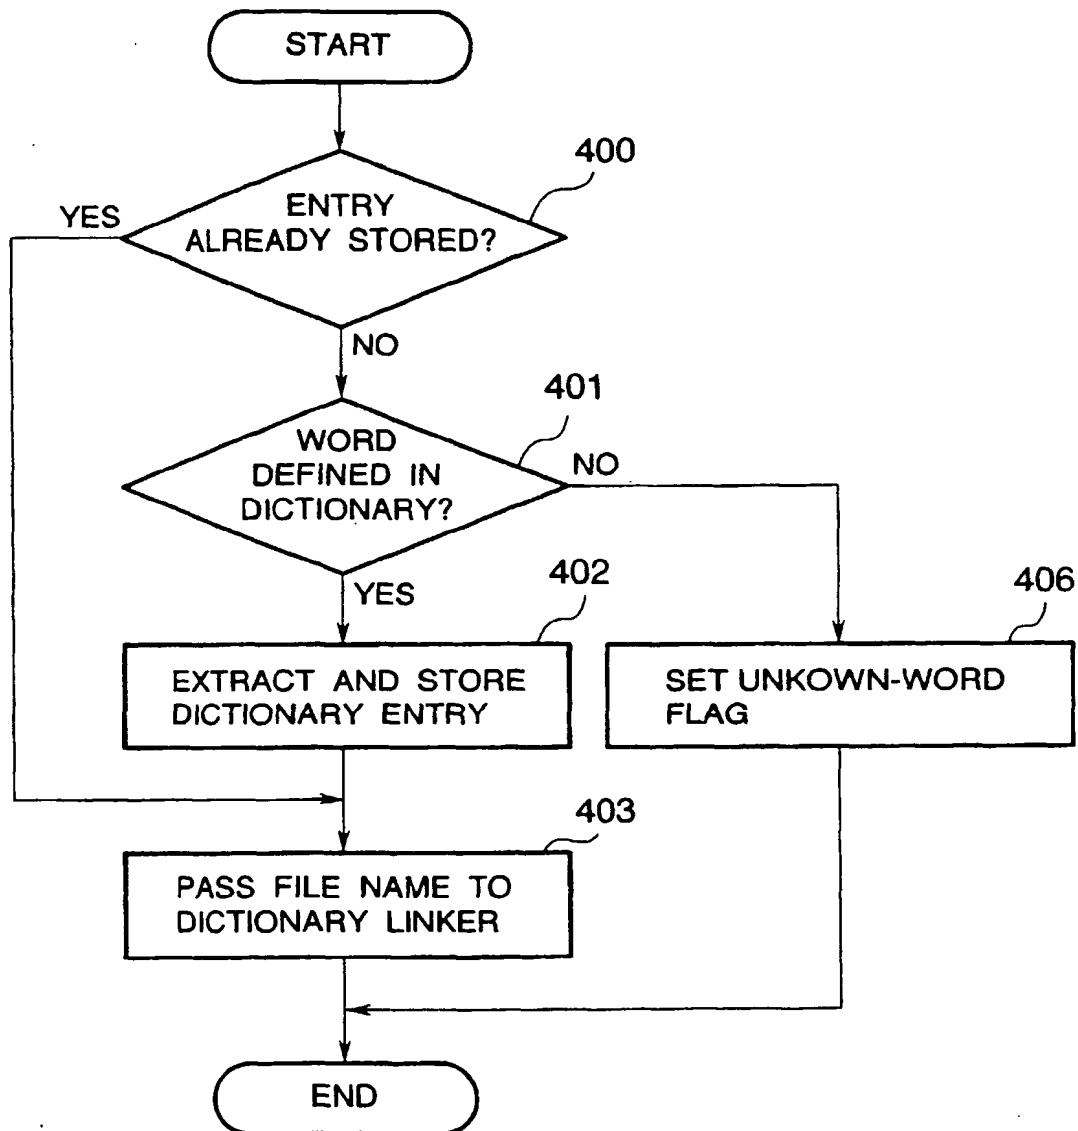 START
400
ENTRY
ALREADY STORED?
YES
NO
401
WORD
DEFINED IN
DICTIONARY?
NO
YES
402
EXTRACT AND STORE
DICTIONARY ENTRY
406
SET UNKOWN-WORD
FLAG
403
PASS FILE NAME TO
DICTIONARY LINKER
END